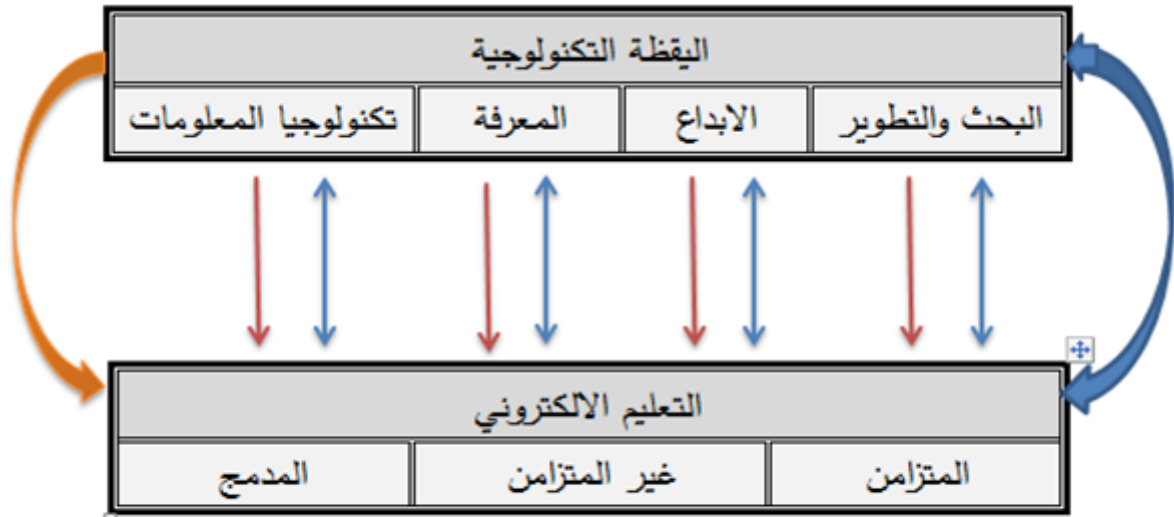 اليقظة التكنولوجية
البحث والتطوير
الابداع
المعرفة
تكنولوجيا المعلومات
التعليم الالكتروني
المتزامن
غير المتزامن
المدمج